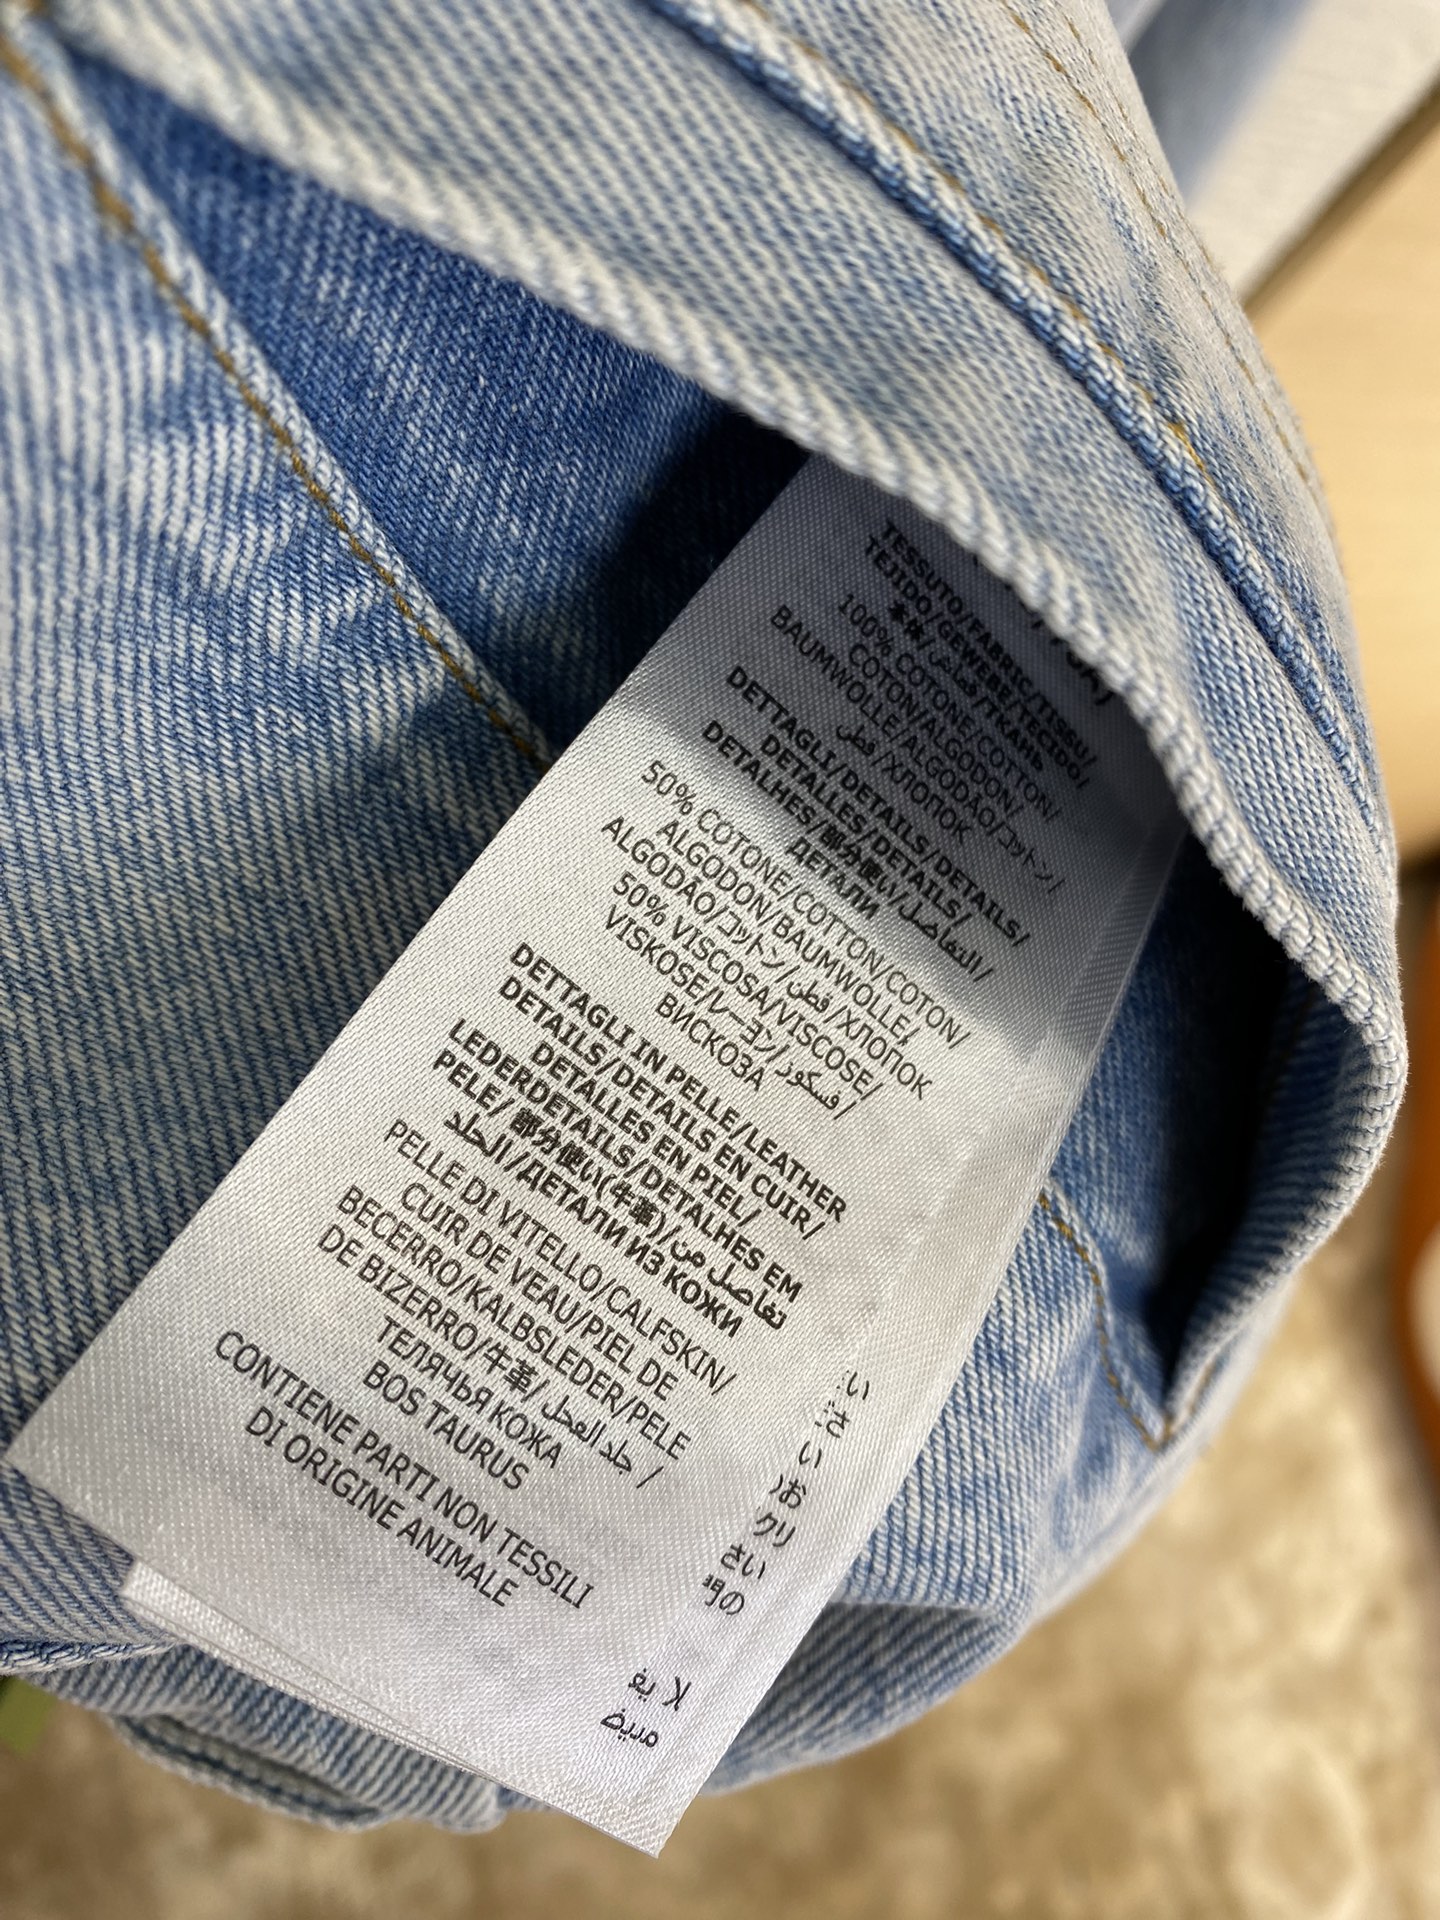 TESSUTO/FABRIC/TISSU/
TEJIDO/GEWEBE/TECIDO/
本体/قماش/ТКАНЬ
100% COTONE/COTTON/
COTON/ALGODON/
BAUMWOLLE/ALGODÃO/コットン/
قطن/ХЛОПОК
DETTAGLI/DETAILS/DETAILS/
DETALLES/DETAILS/
DETALHES/部分使い/التفاصيل/
ДЕТАЛИ
50% COTONE/COTTON/COTON/
ALGODON/BAUMWOLLE/
ALGODÃO/コットン/قطن/ХЛОПОК
50% VISCOSA/VISCOSE/
VISKOSE/レーヨン/فسكوز/
ВИСКОЗА
DETTAGLI IN PELLE/LEATHER
DETAILS/DETAILS EN CUIR/
DETALLES EN PIEL/
LEDERDETAILS/DETALHES EM
PELE/部分使い(牛革)/تفاصيل من
الجلد/ДЕТАЛИ ИЗ КОЖИ
PELLE DI VITELLO/CALFSKIN/
CUIR DE VEAU/PIEL DE
BECERRO/KALBSLEDER/PELE
DE BIZERRO/牛革/جلد العجل/
ТЕЛЯЧЬЯ КОЖА
BOS TAURUS
CONTIENE PARTI NON TESSILI
DI ORIGINE ANIMALE